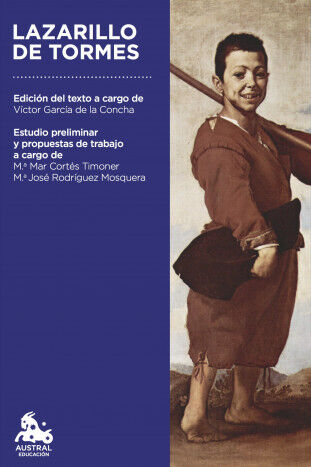 LAZARILLO
DE TORMES
Edición del texto a cargo de
Víctor García de la Concha
Estudio preliminar
y propuestas de trabajo
a cargo de
M.ª Mar Cortés Timoner
M.ª José Rodríguez Mosquera
AUSTRAL
EDUCACIÓN